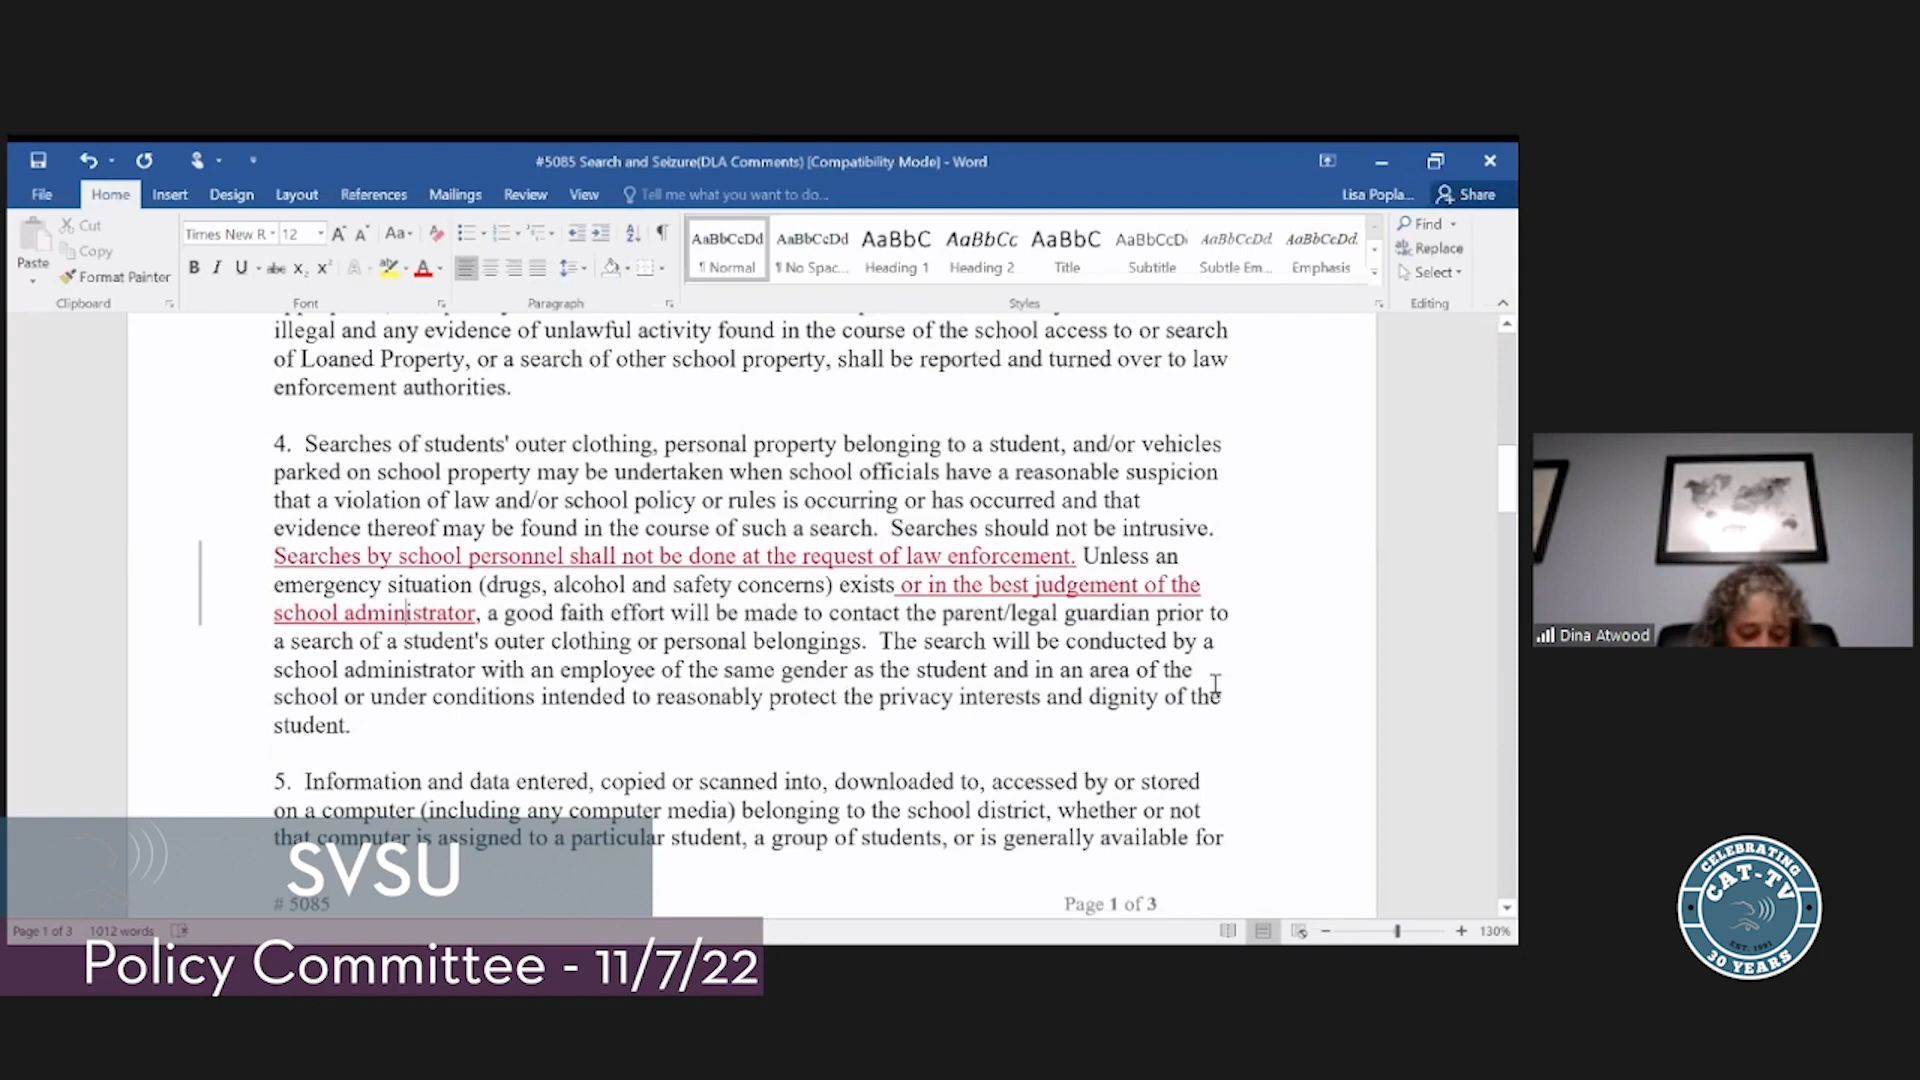 #5085 Search and Seizure(DLA Comments) [Compatibility Mode] - Word
File Home Insert Design Layout References Mailings Review View Tell me what you want to do... Lisa Popla... Share
Paste Cut Copy Format Painter Clipboard
Times New R 12 Aa Font
B I U abc X₂ X² A
Paragraph
AaBbCcDd AaBbCcDd AaBbC AaBbCc AaBbC AaBbCcD AaBbCcDd AaBbCcDd
¶ Normal ¶ No Spac... Heading 1 Heading 2 Title Subtitle Subtle Em... Emphasis
Styles
Find Replace Select Editing
illegal and any evidence of unlawful activity found in the course of the school access to or search
of Loaned Property, or a search of other school property, shall be reported and turned over to law
enforcement authorities.
4. Searches of students' outer clothing, personal property belonging to a student, and/or vehicles
parked on school property may be undertaken when school officials have a reasonable suspicion
that a violation of law and/or school policy or rules is occurring or has occurred and that
evidence thereof may be found in the course of such a search. Searches should not be intrusive.
Searches by school personnel shall not be done at the request of law enforcement. Unless an
emergency situation (drugs, alcohol and safety concerns) exists or in the best judgement of the
school administrator, a good faith effort will be made to contact the parent/legal guardian prior to
a search of a student's outer clothing or personal belongings. The search will be conducted by a
school administrator with an employee of the same gender as the student and in an area of the
school or under conditions intended to reasonably protect the privacy interests and dignity of the
student.
5. Information and data entered, copied or scanned into, downloaded to, accessed by or stored
on a computer (including any computer media) belonging to the school district, whether or not
that computer is assigned to a particular student, a group of students, or is generally available for
# 5085 Page 1 of 3
Page 1 of 3 1012 words 130%
SVSU
Policy Committee - 11/7/22
Dina Atwood
CELEBRATING
CAT-TV
EST. 1991
30 YEARS